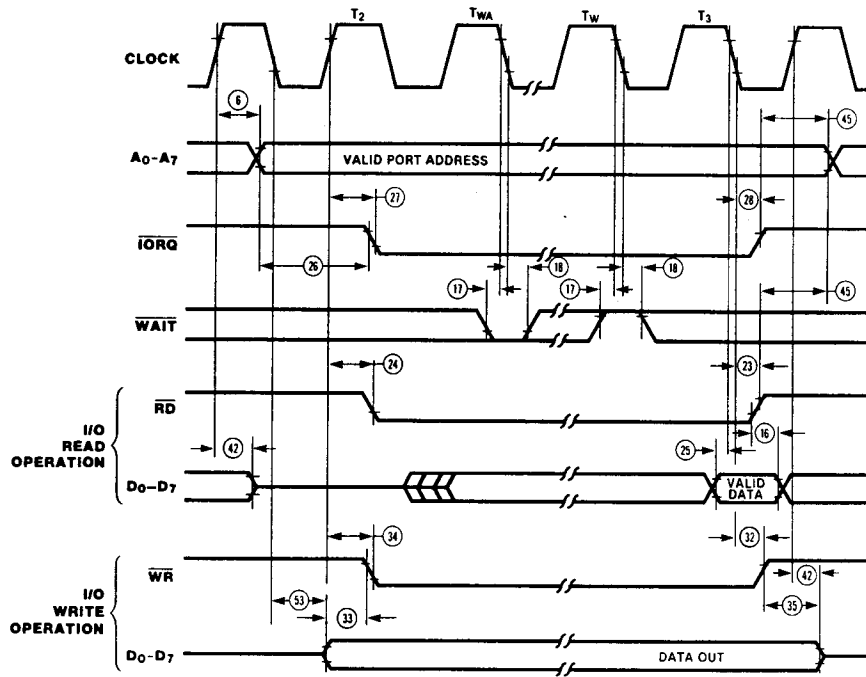 T2 TWA TW T3
CLOCK
6 45
A0-A7 VALID PORT ADDRESS
27 28
IORQ
26 18 18
17 17 45
WAIT
24 23
RD
I/O
READ
OPERATION
42 25 16
D0-D7 VALID
DATA
34 32
WR
I/O
WRITE
OPERATION
53 33 42
35
D0-D7 DATA OUT